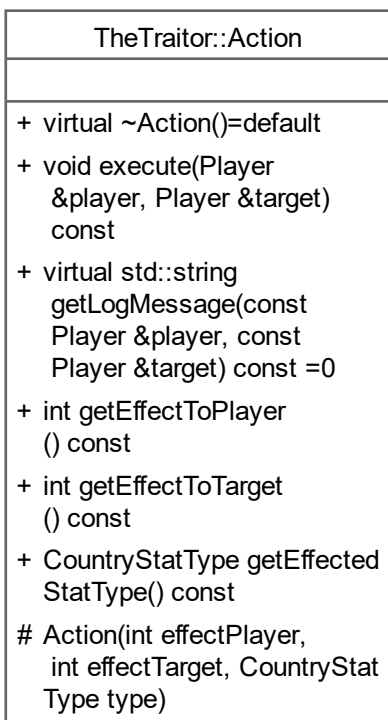 TheTraitor::Action
+ virtual ~Action()=default
+ void execute(Player
&player, Player &target)
const
+ virtual std::string
getLogMessage(const
Player &player, const
Player &target) const =0
+ int getEffectToPlayer
() const
+ int getEffectToTarget
() const
+ CountryStatType getEffected
StatType() const
# Action(int effectPlayer,
int effectTarget, CountryStat
Type type)